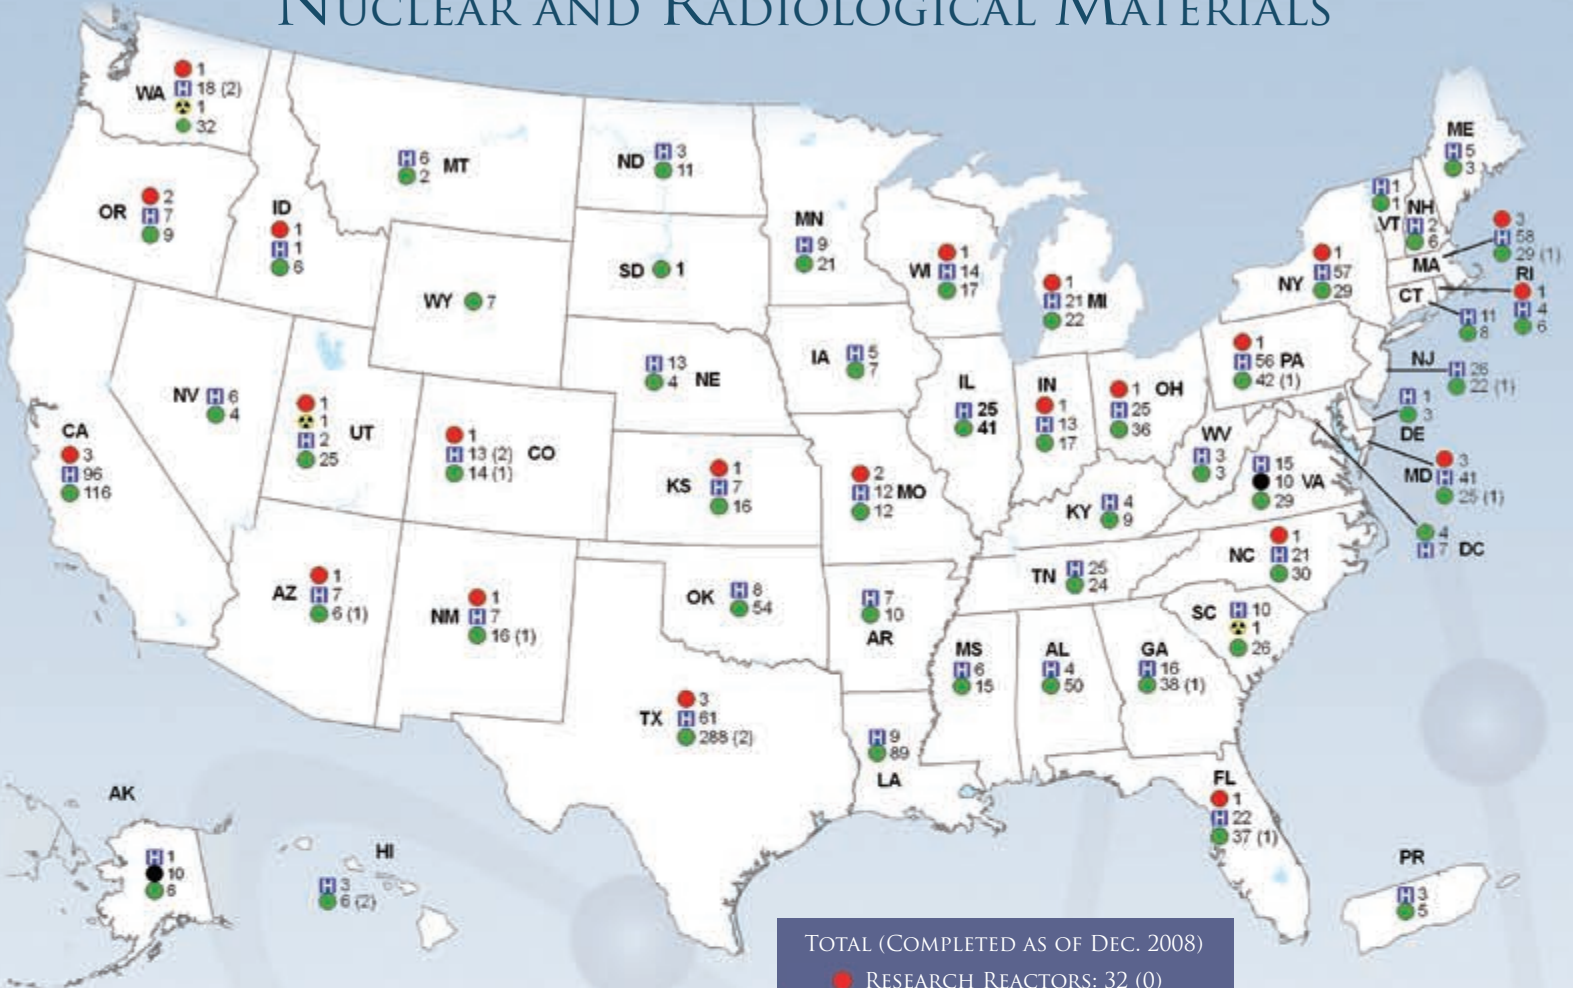 NUCLEAR AND RADIOLOGICAL MATERIALS
WA
1
H 18 (2)
1
32
OR
2
H 7
9
ID
1
H 1
6
H 6
2
MT
ND
H 3
11
SD
1
WY
7
MN
H 9
21
WI
1
H 14
17
1
H 21
22
MI
ME
H 5
3
H 1
1
VT
NH
H 2
6
3
H 58
29 (1)
MA
NY
1
H 57
29
RI
1
H 4
6
CT
H 11
8
1
H 56
42 (1)
PA
NJ
H 26
22 (1)
H 1
3
DE
MD
3
H 41
25 (1)
4
H 7
DC
IA
H 5
7
H 13
4
NE
IL
H 25
41
IN
1
H 13
17
1
H 25
36
OH
WV
H 3
3
H 15
10
29
VA
KY
H 4
9
NV
H 6
4
1
1
H 2
25
UT
1
H 13 (2)
14 (1)
CO
KS
1
H 7
16
2
H 12
12
MO
CA
3
H 96
116
AZ
1
H 7
6 (1)
NM
1
H 7
16 (1)
OK
H 8
54
H 7
10
AR
TN
H 25
24
NC
1
H 21
30
SC
H 10
1
26
MS
H 6
15
AL
H 4
50
GA
H 16
38 (1)
TX
3
H 61
288 (2)
H 9
89
LA
FL
1
H 22
37 (1)
AK
H 1
10
6
HI
H 3
6 (2)
PR
H 3
5
TOTAL (COMPLETED AS OF DEC. 2008)
RESEARCH REACTORS: 32 (0)